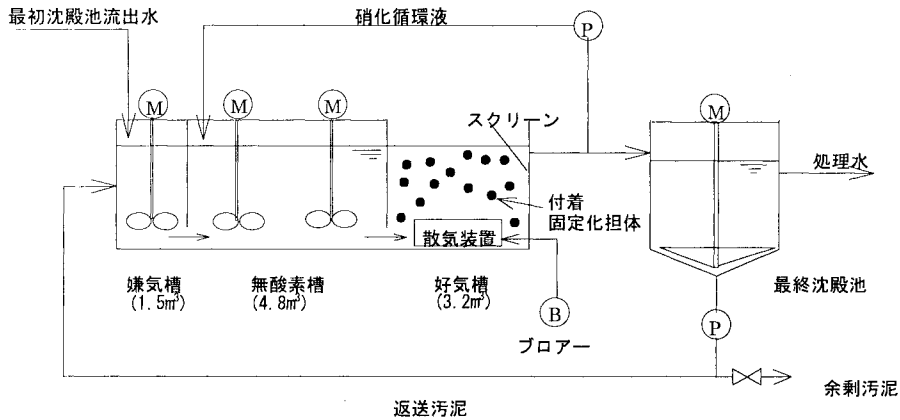 最初沈殿池流出水
硝化循環液
P
M
M
M
M
スクリーン
処理水
付着
固定化担体
散気装置
嫌気槽
(1.5㎥)
無酸素槽
(4.8㎥)
好気槽
(3.2㎥)
最終沈殿池
B
P
ブロアー
余剰汚泥
返送汚泥